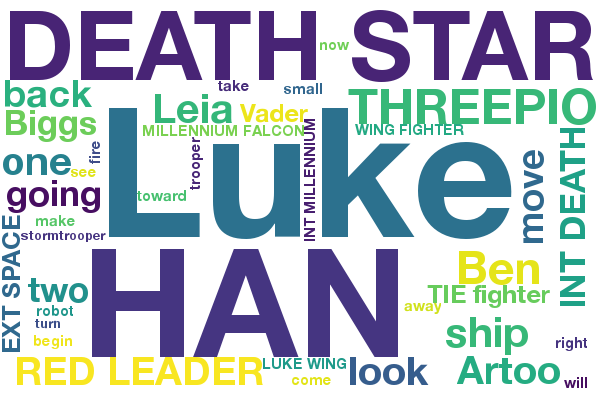 DEATH STAR
now
take
small
back
Leia
Vader
THREEPIO
Biggs
MILLENNIUM FALCON
WING FIGHTER
Luke
fire
trooper
INT MILLENNIUM
move
INT DEATH
one
see
going
toward
make
stormtrooper
EXT SPACE
HAN
Ben
two
TIE fighter
robot
away
turn
ship
begin
right
RED LEADER
LUKE WING
look
Artoo
come
will